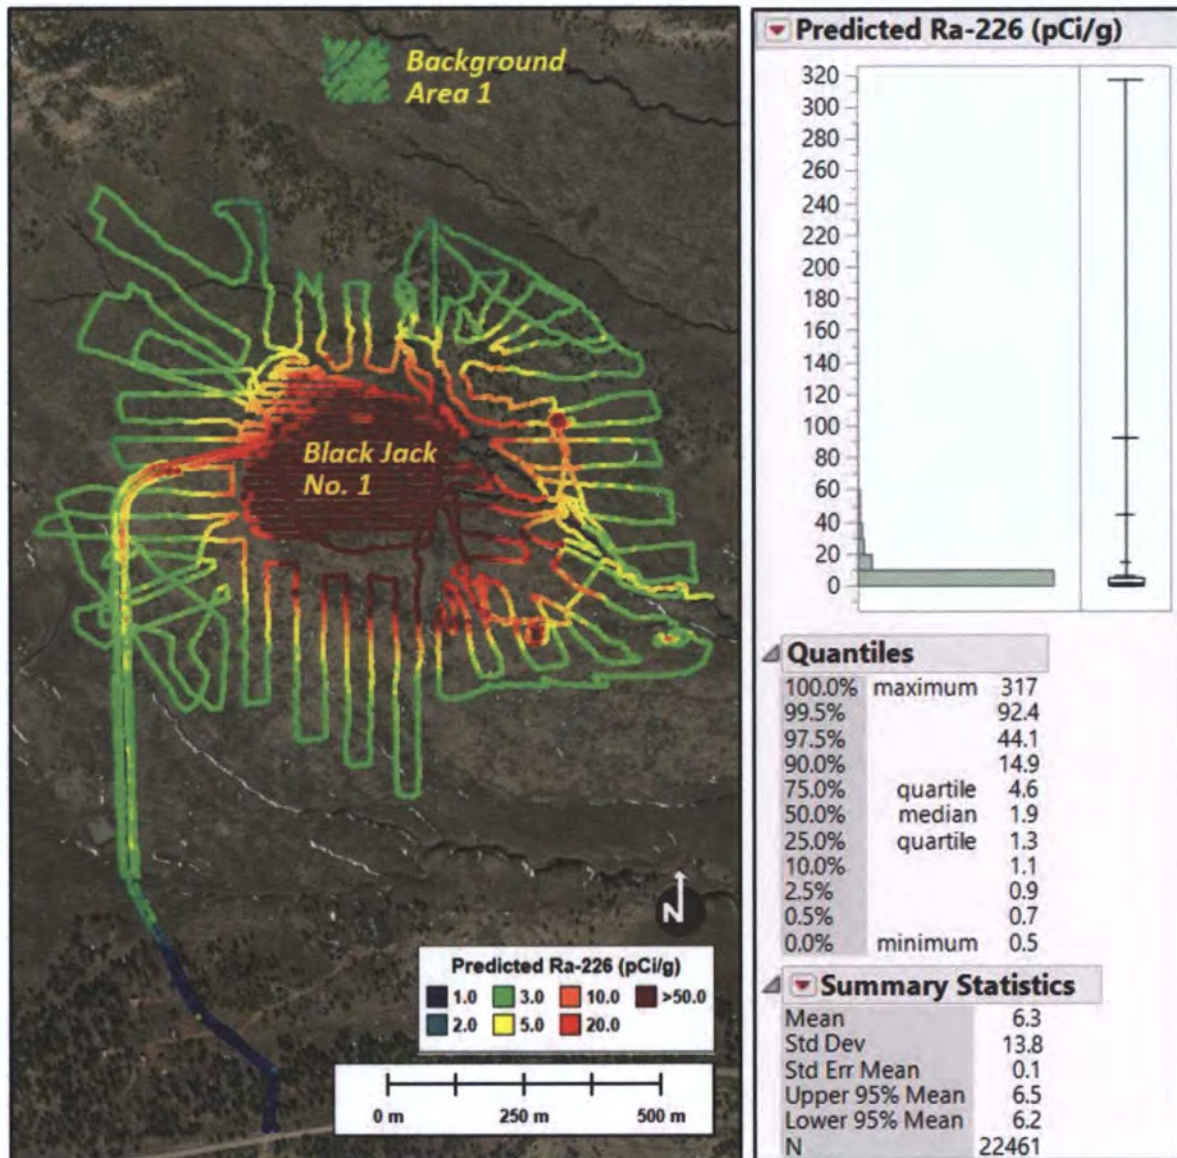 Background
Area 1
Black Jack
No. 1
N
Predicted Ra-226 (pCi/g)
1.0 3.0 10.0 >50.0
2.0 5.0 20.0
0 m 250 m 500 m
Predicted Ra-226 (pCi/g)
320
300
280
260
240
220
200
180
160
140
120
100
80
60
40
20
0
Quantiles
100.0% maximum 317
99.5% 92.4
97.5% 44.1
90.0% 14.9
75.0% quartile 4.6
50.0% median 1.9
25.0% quartile 1.3
10.0% 1.1
2.5% 0.9
0.5% 0.7
0.0% minimum 0.5
Summary Statistics
Mean 6.3
Std Dev 13.8
Std Err Mean 0.1
Upper 95% Mean 6.5
Lower 95% Mean 6.2
N 22461